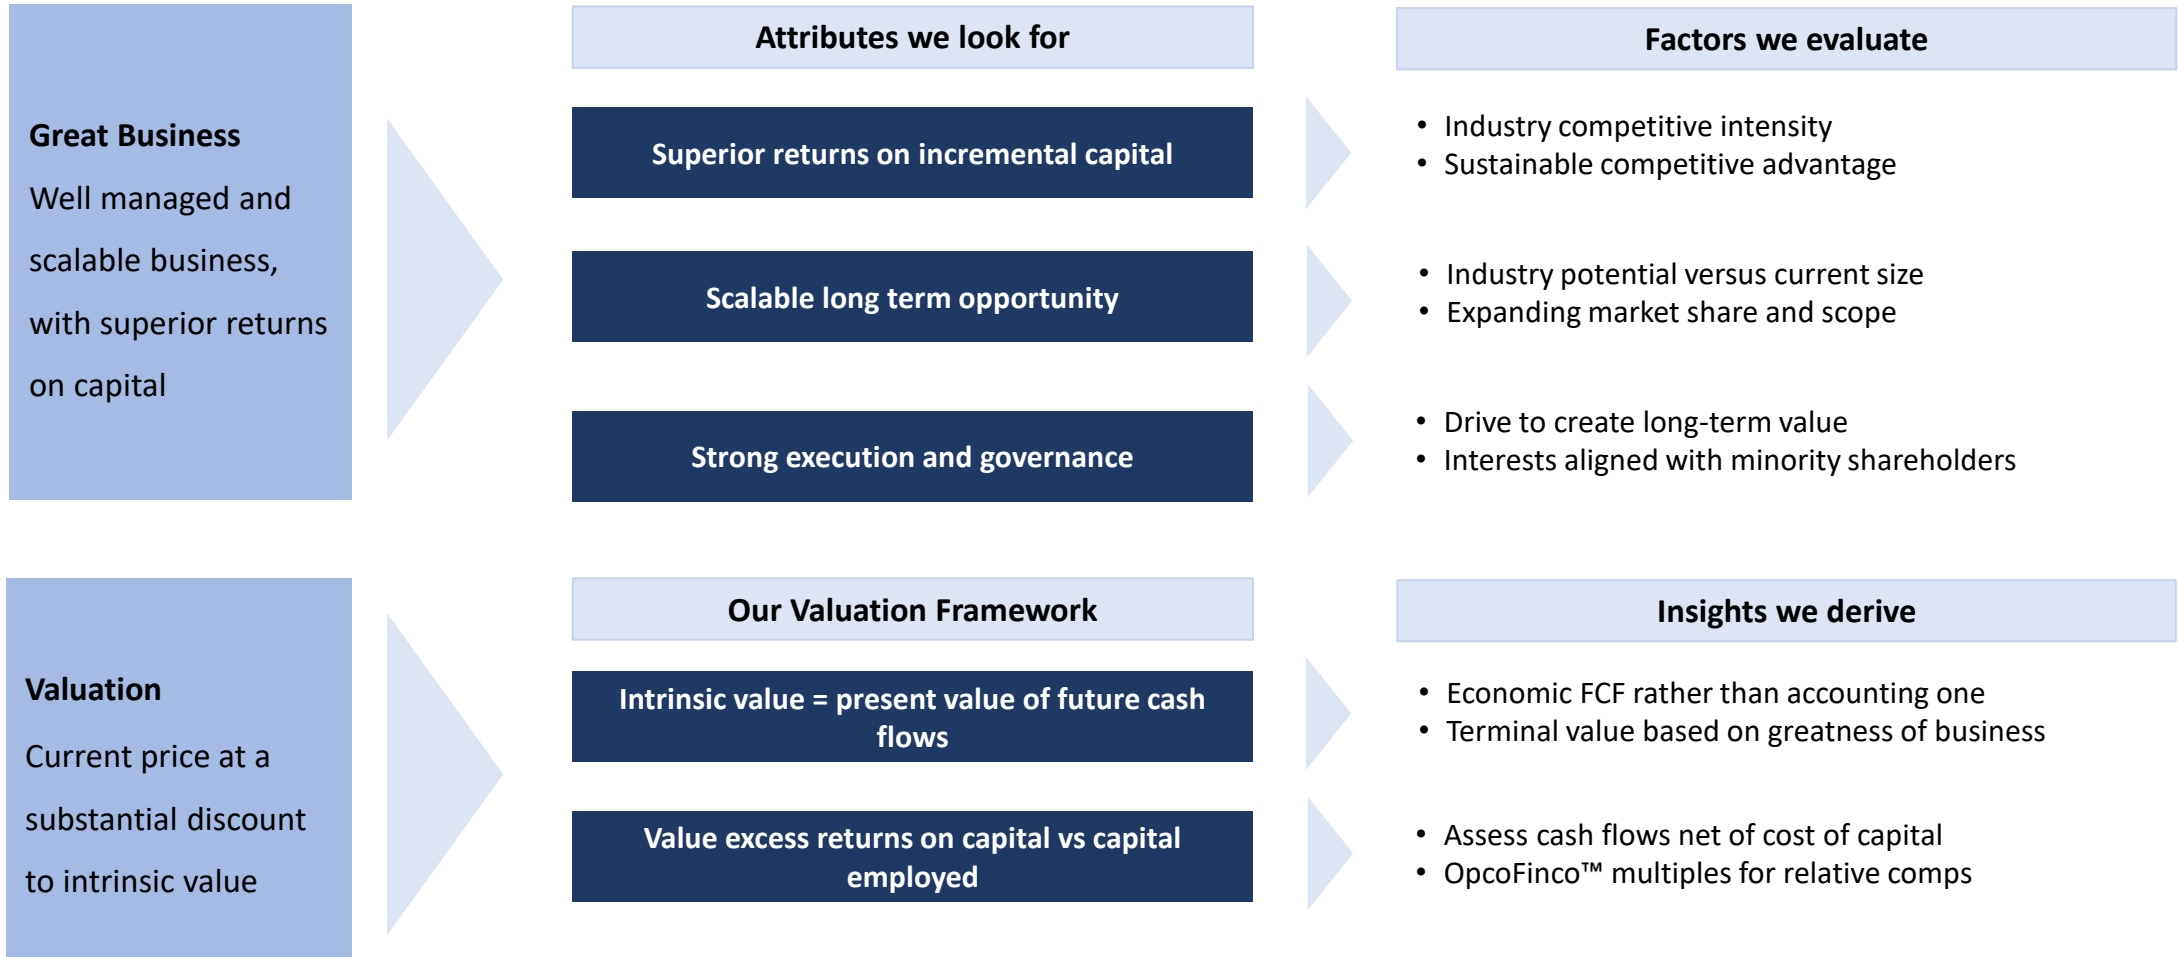 Great Business
Well managed and
scalable business,
with superior returns
on capital
Attributes we look for
Factors we evaluate
Superior returns on incremental capital
• Industry competitive intensity
• Sustainable competitive advantage
Scalable long term opportunity
• Industry potential versus current size
• Expanding market share and scope
Strong execution and governance
• Drive to create long-term value
• Interests aligned with minority shareholders
Valuation
Current price at a
substantial discount
to intrinsic value
Our Valuation Framework
Insights we derive
Intrinsic value = present value of future cash
flows
• Economic FCF rather than accounting one
• Terminal value based on greatness of business
Value excess returns on capital vs capital
employed
• Assess cash flows net of cost of capital
• OpcoFinco™ multiples for relative comps